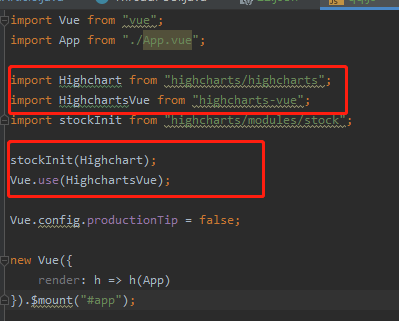 import Vue from "vue";
import App from "./App.vue";
import Highchart from "highcharts/highcharts";
import HighchartsVue from "highcharts-vue";
import stockInit from "highcharts/modules/stock";
stockInit(Highchart);
Vue.use(HighchartsVue);
Vue.config.productionTip = false;
new Vue({
render: h => h(App)
}).$mount("#app");